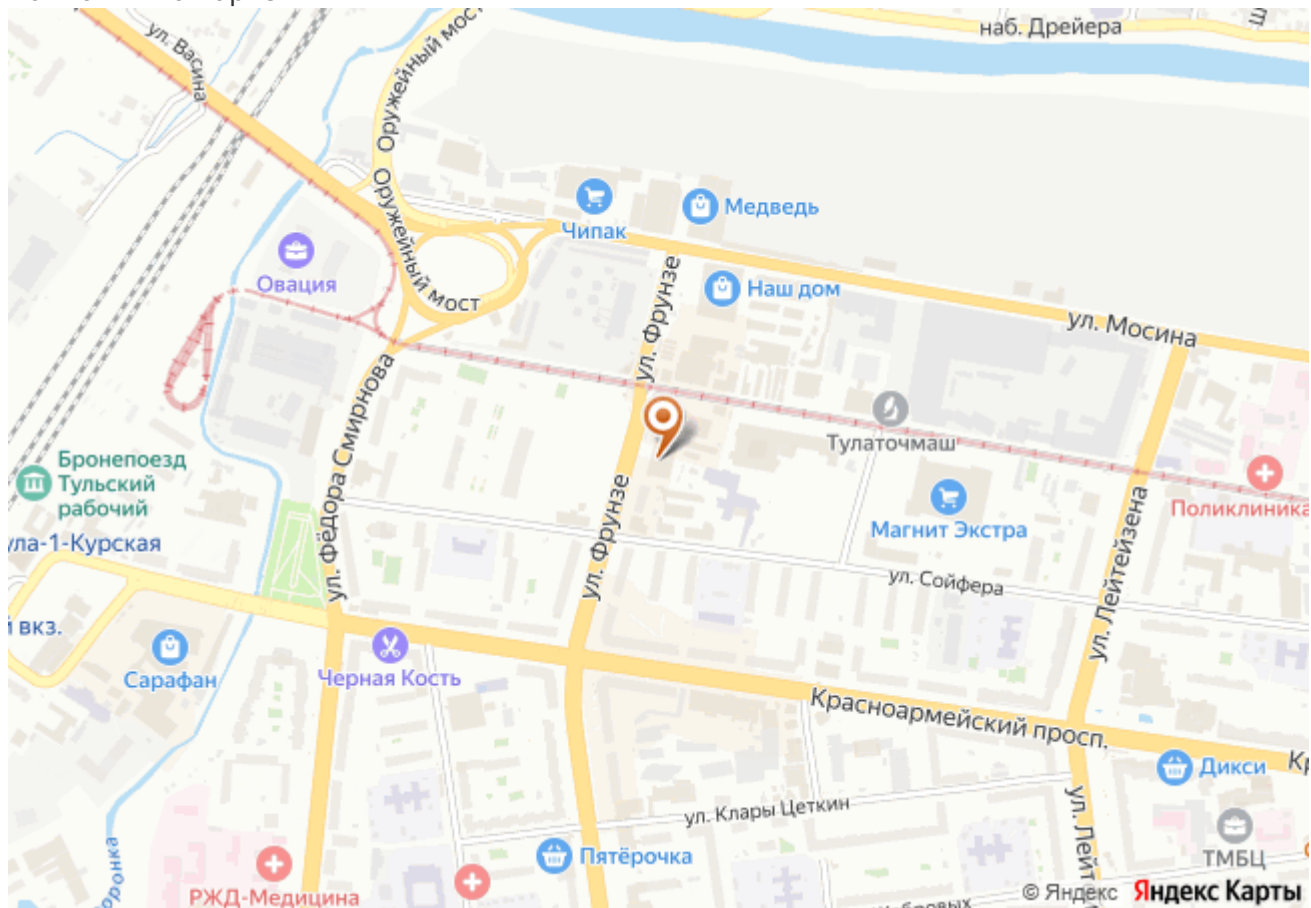 ул. Васина
Оружейный мост
наб. Дрейера
Оружейный мост
Чипак
Медведь
Овация
Наш дом
ул. Фрунзе
ул. Мосина
ул. Фёдора Смирнова
Тулаточмаш
Бронепоезд
Тульский
рабочий
Поликлиника
Магнит Экстра
ула-1-Курская
ул. Фрунзе
ул. Сойфера
ул. Лейтейзена
й вкз.
Сарафан
Черная Кость
Красноармейский просп.
Дикси
Кр
ул. Клары Цеткин
ул. Лейт
Пятёрочка
ТМБЦ
оронка
РЖД-Медицина
© Яндекс Яндекс Карты